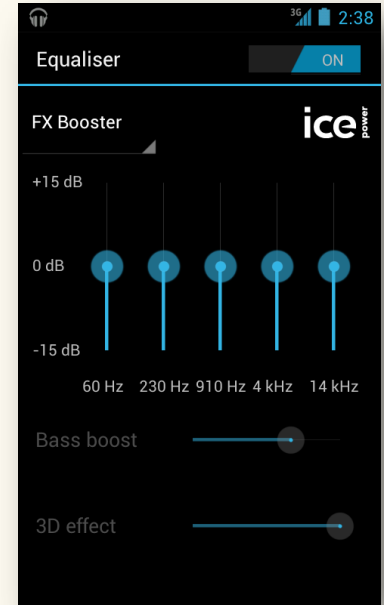 3G 2:38
Equaliser ON
FX Booster
ice power
+15 dB
0 dB
-15 dB
60 Hz 230 Hz 910 Hz 4 kHz 14 kHz
Bass boost
3D effect